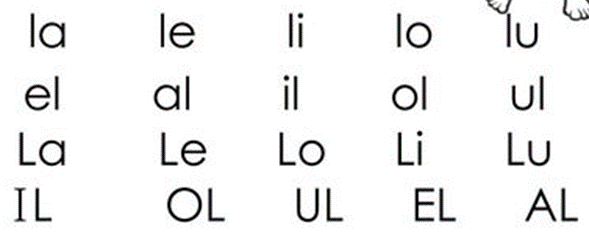 la le li lo lu
el al il ol ul
La Le Lo Li Lu
IL OL UL EL AL